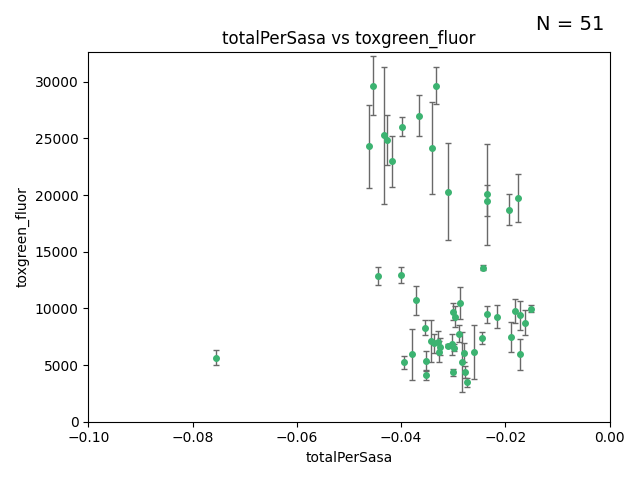 N = 51
totalPerSasa vs toxgreen_fluor
30000
25000
20000
15000
10000
5000
0
toxgreen_fluor
−0.10 −0.08 −0.06 −0.04 −0.02 0.00
totalPerSasa